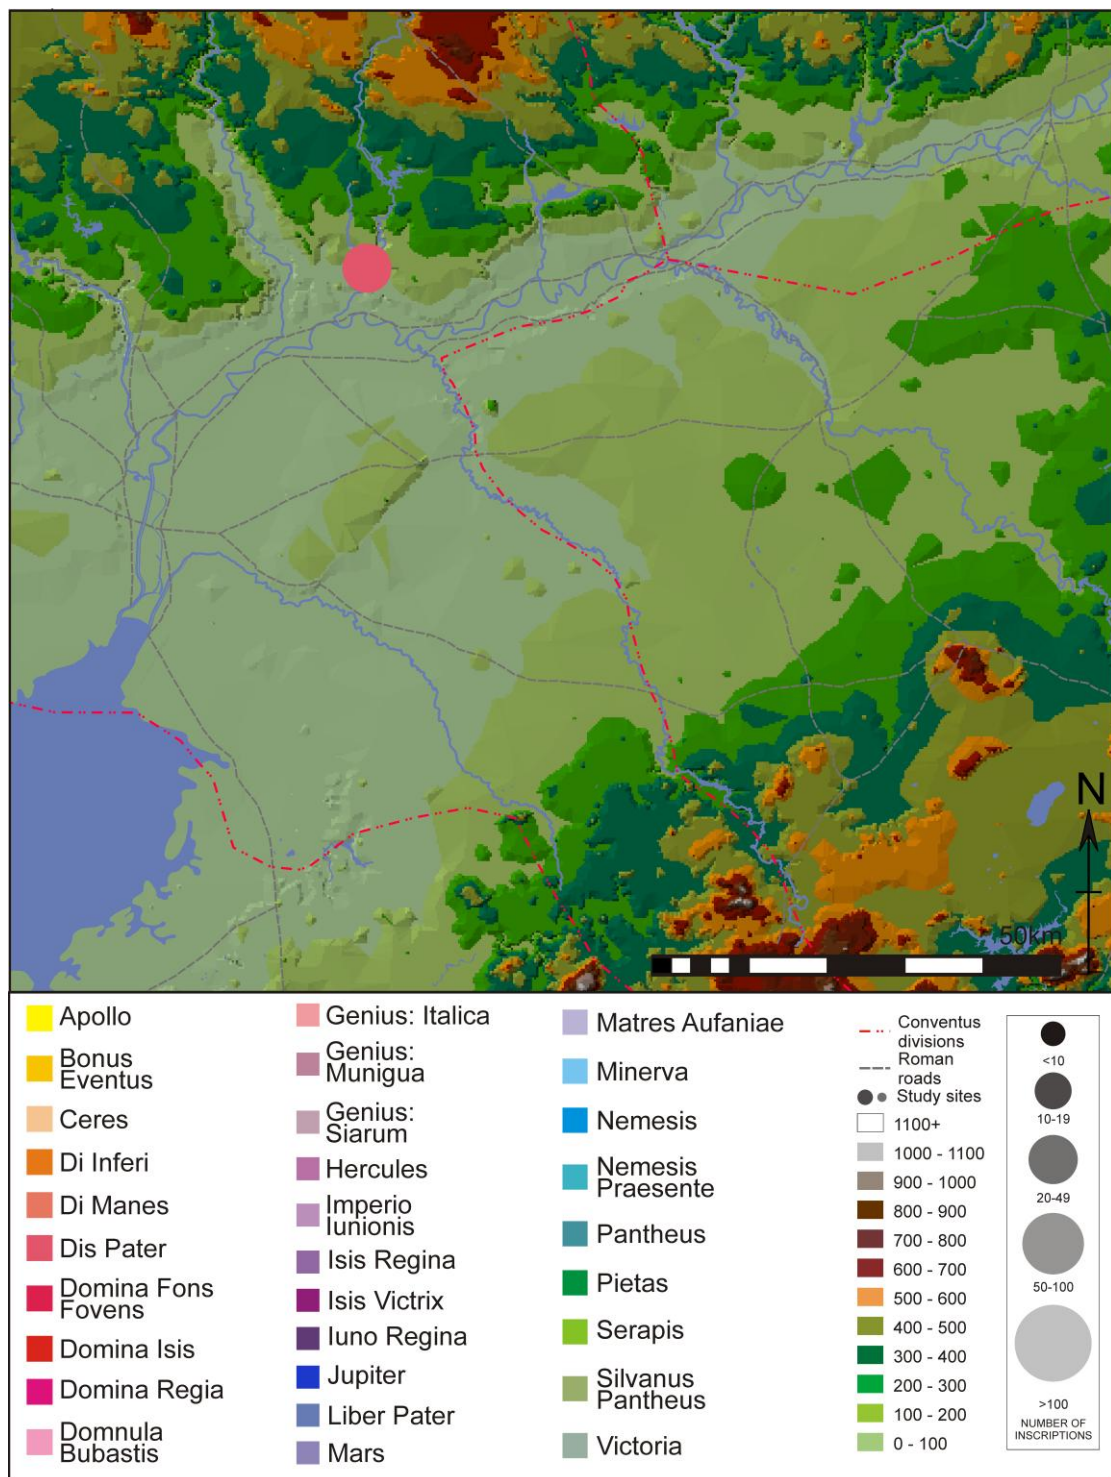 N
50km
Apollo
Bonus
Eventus
Ceres
Di Inferi
Di Manes
Dis Pater
Domina Fons
Fovens
Domina Isis
Domina Regia
Domnula
Bubastis
Genius: Italica
Genius:
Munigua
Genius:
Siarum
Hercules
Imperio
Iunionis
Isis Regina
Isis Victrix
Iuno Regina
Jupiter
Liber Pater
Mars
Matres Aufaniae
Minerva
Nemesis
Nemesis
Praesente
Pantheus
Pietas
Serapis
Silvanus
Pantheus
Victoria
Conventus
divisions
Roman
roads
Study sites
1100+
1000 - 1100
900 - 1000
800 - 900
700 - 800
600 - 700
500 - 600
400 - 500
300 - 400
200 - 300
100 - 200
0 - 100
<10
10-19
20-49
50-100
>100
NUMBER OF
INSCRIPTIONS